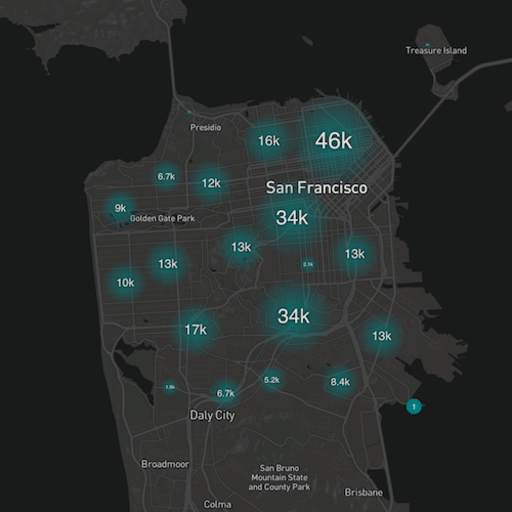 Treasure Island
Presidio
16k
46k
6.7k
12k
San Francisco
9k
Golden Gate Park
34k
13k
13k
13k
2.1k
10k
34k
17k
13k
5.2k
8.4k
6.7k
1
Daly City
Broadmoor
San Bruno
Mountain State
and County Park
Brisbane
Colma